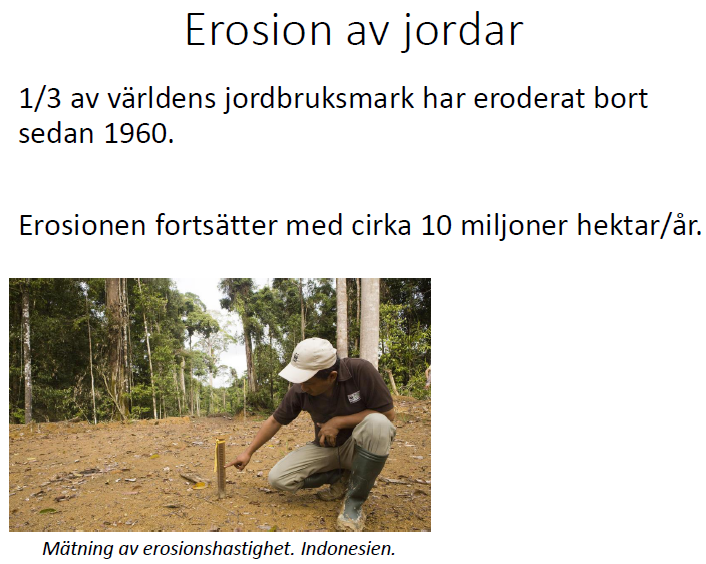 Erosion av jordar
1/3 av världens jordbruksmark har eroderat bort
sedan 1960.
Erosionen fortsätter med cirka 10 miljoner hektar/år.
Mätning av erosionshastighet. Indonesien.